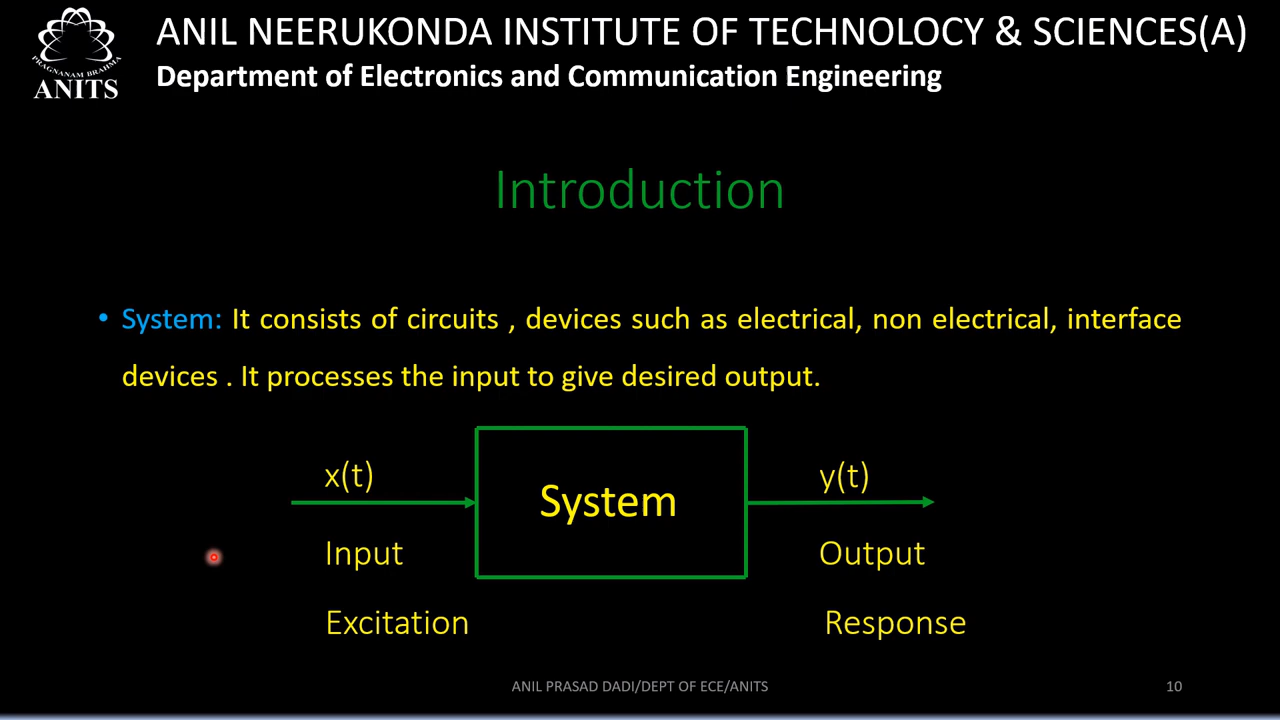 ANIL NEERUKONDA INSTITUTE OF TECHNOLOCY & SCIENCES(A)
Department of Electronics and Communication Engineering
PRAGNANAM BRAHMA
ANITS
Introduction
• System: It consists of circuits , devices such as electrical, non electrical, interface
devices . It processes the input to give desired output.
x(t)
System
y(t)
Input
Output
Excitation
Response
ANIL PRASAD DADI/DEPT OF ECE/ANITS
10